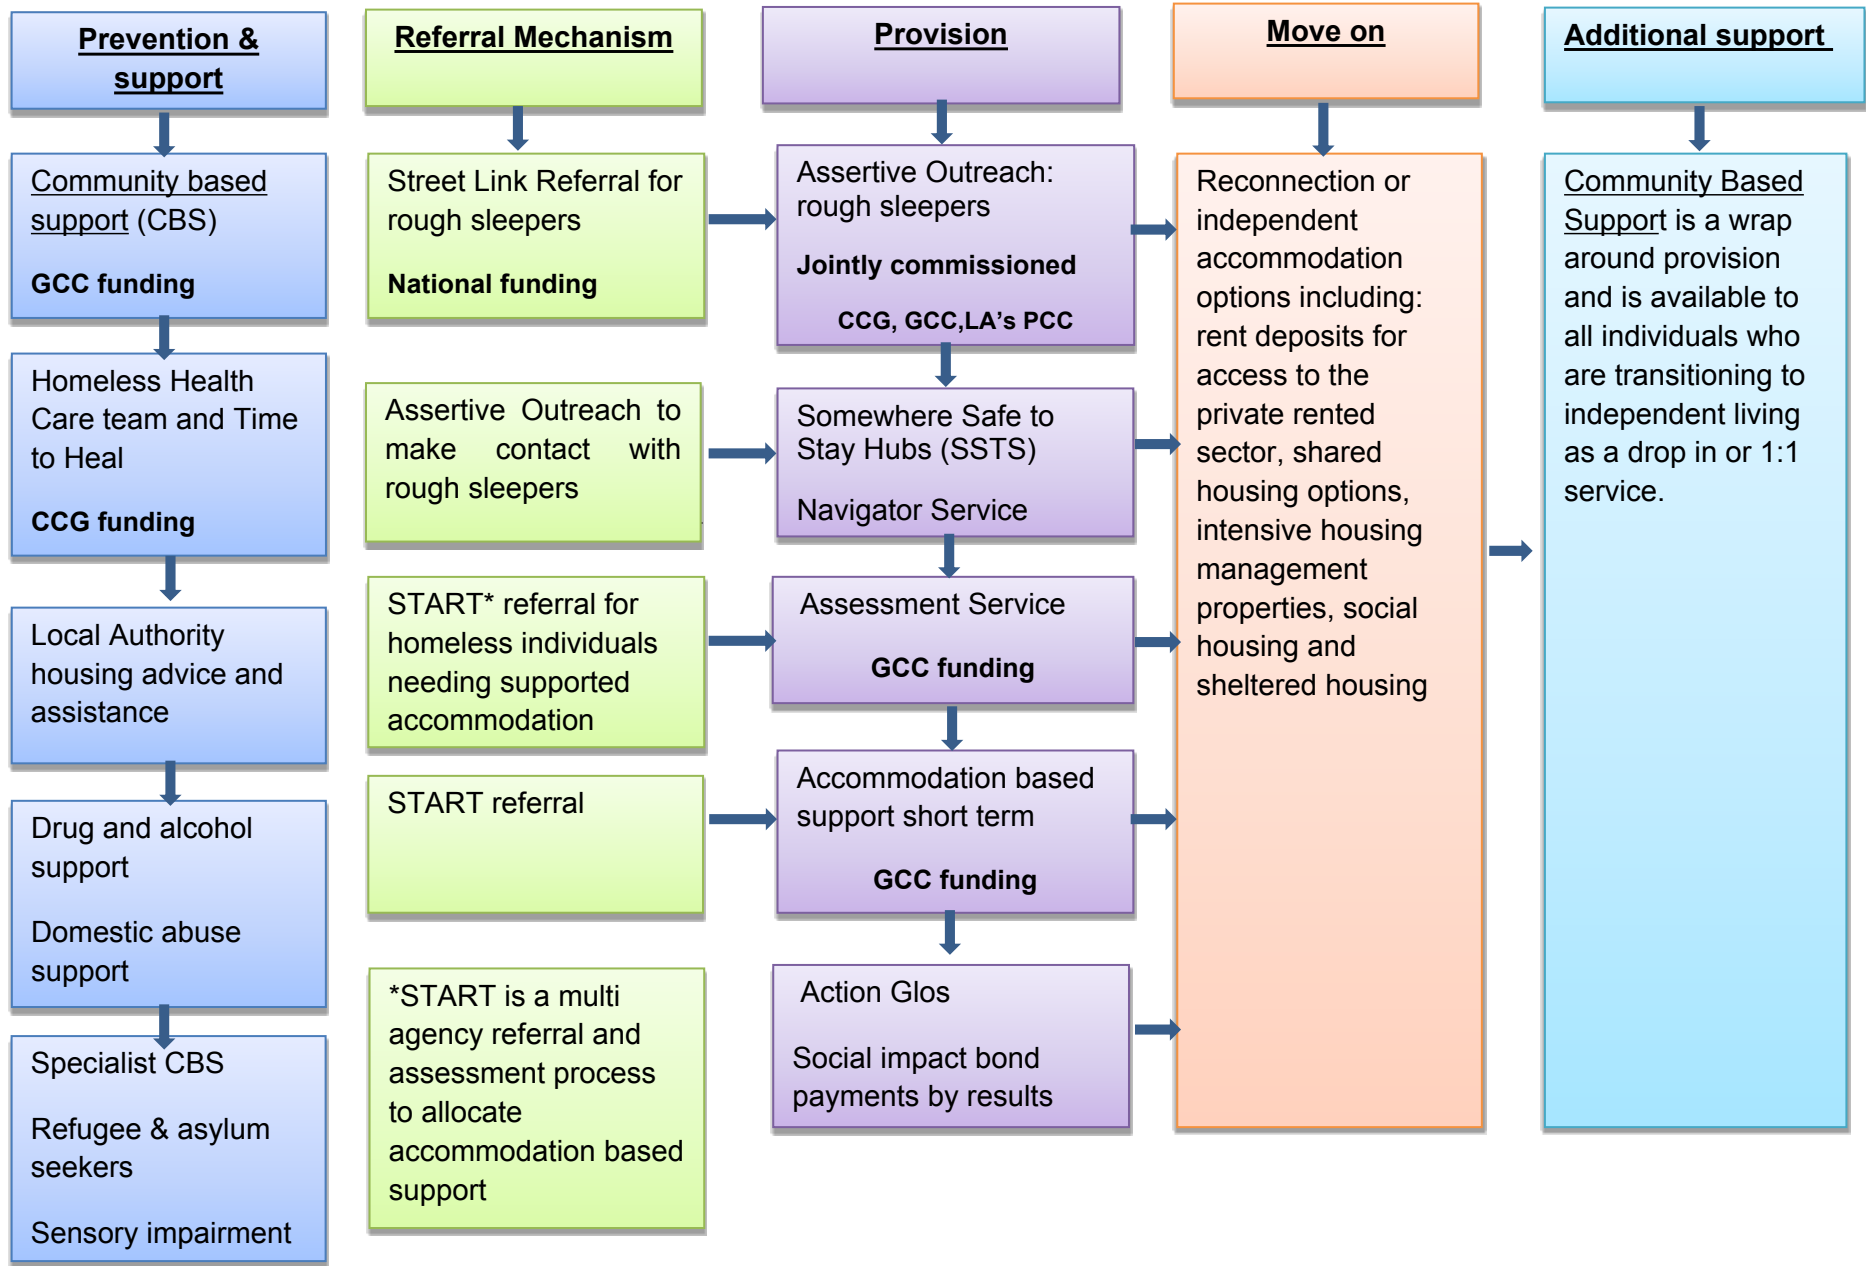 Prevention &
support
Community based
support (CBS)
GCC funding
Homeless Health
Care team and Time
to Heal
CCG funding
Local Authority
housing advice and
assistance
Drug and alcohol
support
Domestic abuse
support
Specialist CBS
Refugee & asylum
seekers
Sensory impairment
Referral Mechanism
Street Link Referral for
rough sleepers
National funding
Assertive Outreach to
make contact with
rough sleepers
START* referral for
homeless individuals
needing supported
accommodation
START referral
*START is a multi
agency referral and
assessment process
to allocate
accommodation based
support
Provision
Assertive Outreach:
rough sleepers
Jointly commissioned
CCG, GCC,LA's PCC
Somewhere Safe to
Stay Hubs (SSTS)
Navigator Service
Assessment Service
GCC funding
Accommodation based
support short term
GCC funding
Action Glos
Social impact bond
payments by results
Move on
Reconnection or
independent
accommodation
options including:
rent deposits for
access to the
private rented
sector, shared
housing options,
intensive housing
management
properties, social
housing and
sheltered housing
Additional support
Community Based
Support is a wrap
around provision
and is available to
all individuals who
are transitioning to
independent living
as a drop in or 1:1
service.